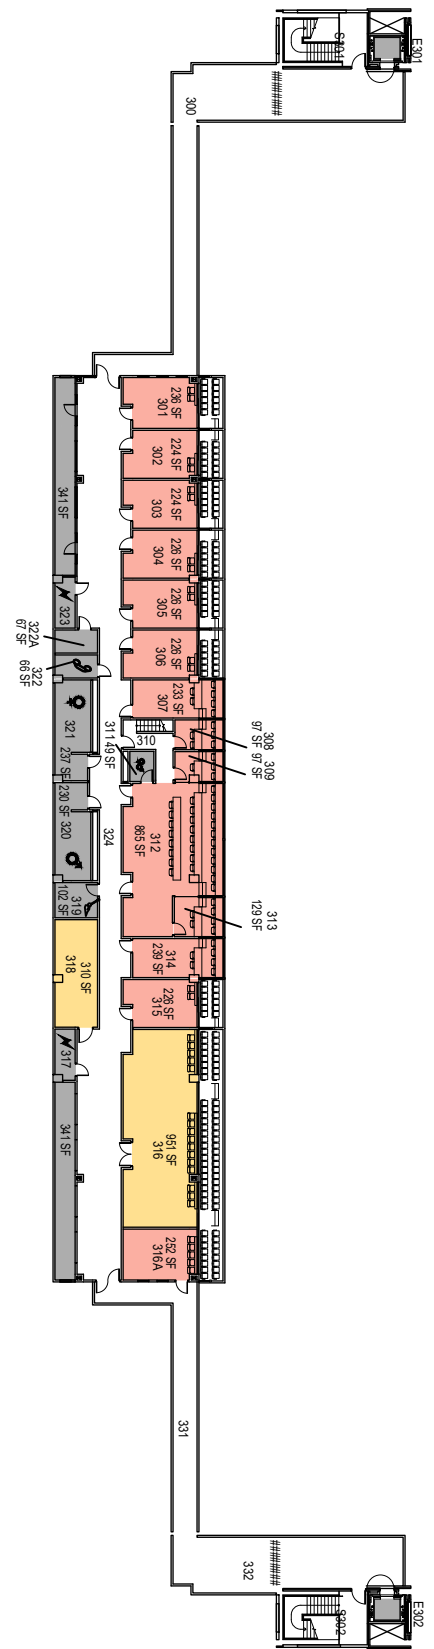 E301
S301
300
236 SF
301
224 SF
302
224 SF
303
226 SF
304
226 SF
305
226 SF
306
233 SF
307
308
97 SF
309
97 SF
310
311 49 SF
312
865 SF
313
129 SF
314
239 SF
226 SF
315
951 SF
316
252 SF
316A
341 SF
323
322A
67 SF
322
66 SF
321
237 SF
230 SF
320
324
319
102 SF
310 SF
318
317
341 SF
331
332
S302
E302